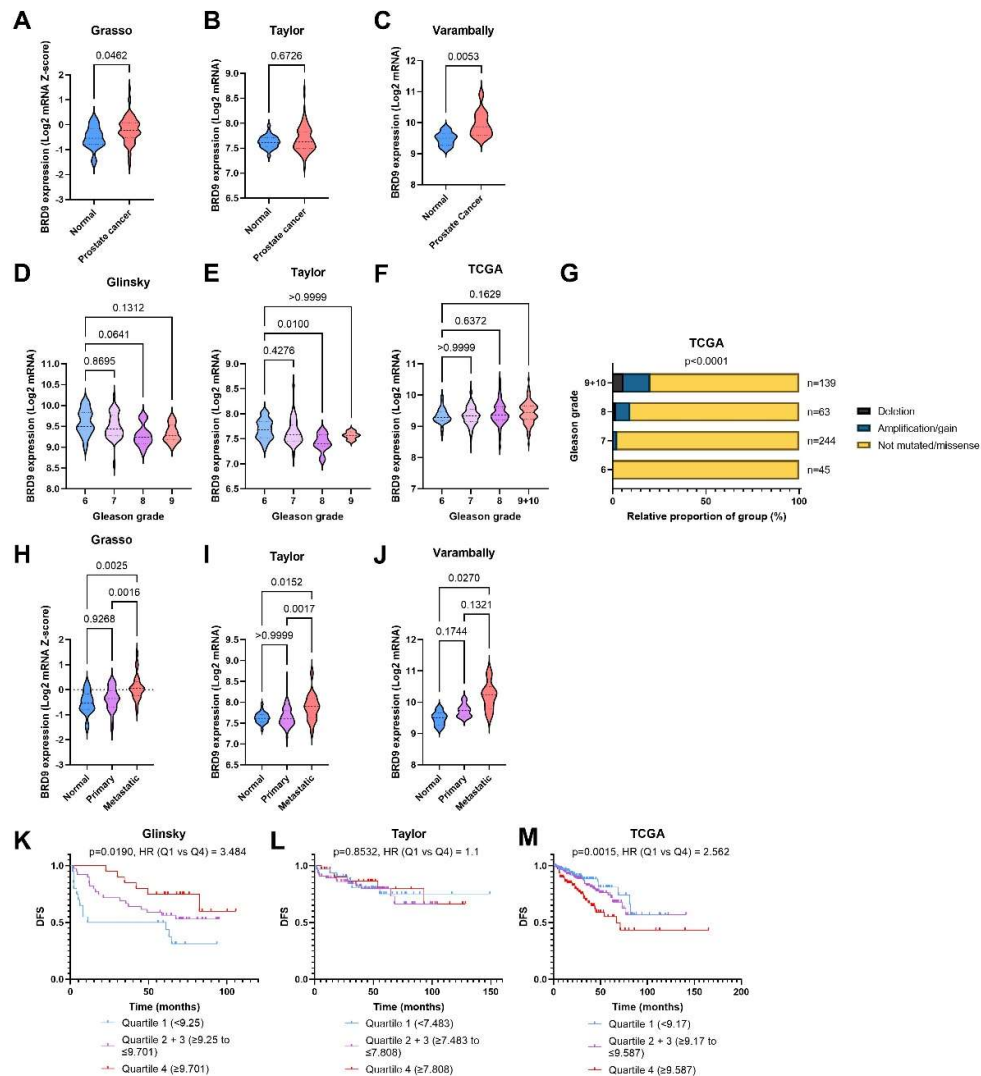 A
Grasso
0.0462
BRD9 expression (Log2 mRNA Z-score)
2
1
0
-1
-2
-3
Normal
Prostate cancer
B
Taylor
0.6726
BRD9 expression (Log2 mRNA)
9.0
8.5
8.0
7.5
7.0
6.5
Normal
Prostate cancer
C
Varambally
0.0053
BRD9 expression (Log2 mRNA)
12
11
10
9
8
Normal
Prostate Cancer
D
Glinsky
0.1312
0.0641
0.8695
BRD9 expression (Log2 mRNA)
11.0
10.5
10.0
9.5
9.0
8.5
8.0
6 7 8 9
Gleason grade
E
Taylor
>0.9999
0.0100
0.4276
BRD9 expression (Log2 mRNA)
9.0
8.5
8.0
7.5
7.0
6.5
6 7 8 9
Gleason grade
F
TCGA
0.1629
0.6372
>0.9999
BRD9 expression (Log2 mRNA)
11
10
9
8
7
6 7 8 9+10
Gleason grade
G
TCGA
p<0.0001
Gleason grade
9+10 n=139
8 n=63
7 n=244
6 n=45
0 50 100
Relative proportion of group (%)
Deletion
Amplification/gain
Not mutated/missense
H
Grasso
0.0025
0.0016
0.9268
BRD9 expression (Log2 mRNA Z-score)
2
1
0
-1
-2
-3
Normal
Primary
Metastatic
I
Taylor
0.0152
0.0017
>0.9999
BRD9 expression (Log2 mRNA)
9.5
9.0
8.5
8.0
7.5
7.0
6.5
Normal
Primary
Metastatic
J
Varambally
0.0270
0.1321
0.1744
BRD9 expression (Log2 mRNA)
12
11
10
9
8
Normal
Primary
Metastatic
K
Glinsky
p=0.0190, HR (Q1 vs Q4) = 3.484
DFS
1.0
0.5
0.0
0 50 100
Time (months)
Quartile 1 (<9.25)
Quartile 2 + 3 (≥9.25 to
≤9.701)
Quartile 4 (≥9.701)
L
Taylor
p=0.8532, HR (Q1 vs Q4) = 1.1
DFS
1.0
0.5
0.0
0 50 100 150
Time (months)
Quartile 1 (<7.483)
Quartile 2 + 3 (≥7.483 to
≤7.808)
Quartile 4 (≥7.808)
M
TCGA
p=0.0015, HR (Q1 vs Q4) = 2.562
DFS
1.0
0.5
0.0
0 50 100 150 200
Time (months)
Quartile 1 (<9.17)
Quartile 2 + 3 (≥9.17 to
≤9.587)
Quartile 4 (≥9.587)